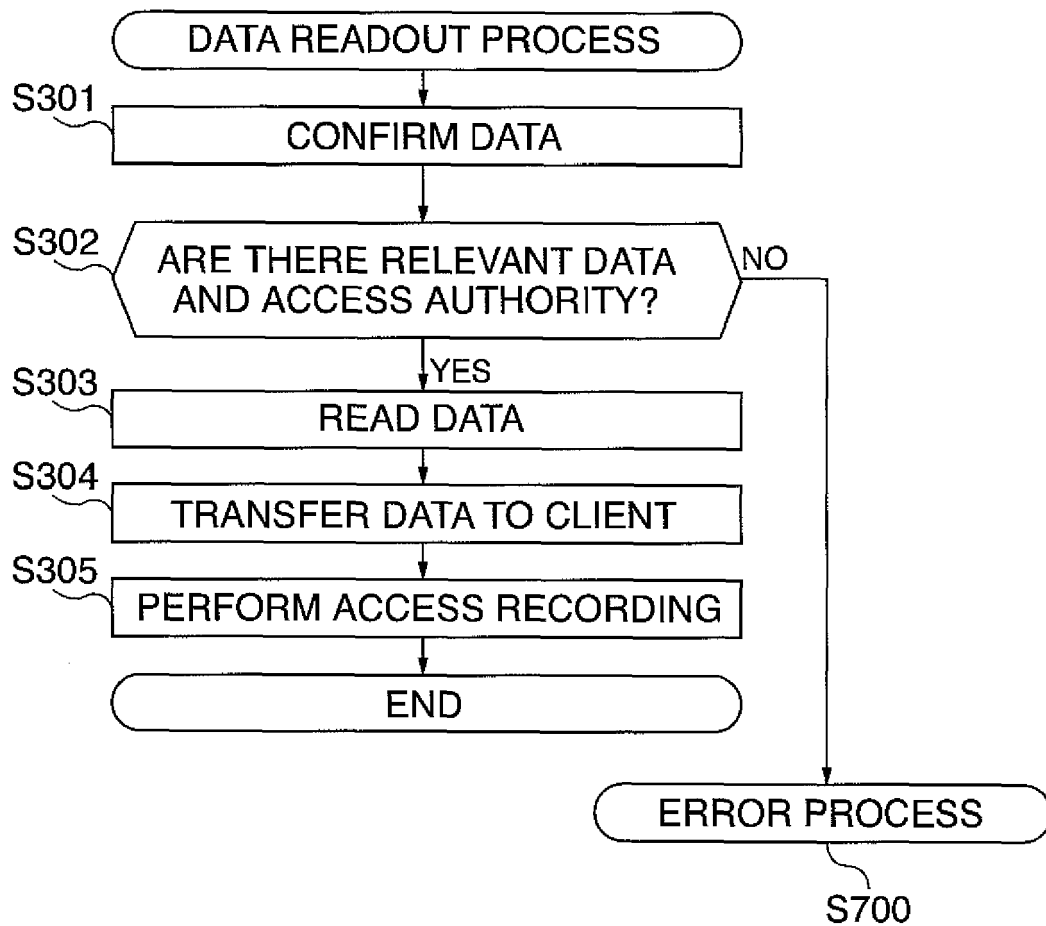 DATA READOUT PROCESS
S301
CONFIRM DATA
S302
ARE THERE RELEVANT DATA
AND ACCESS AUTHORITY?
NO
YES
S303
READ DATA
S304
TRANSFER DATA TO CLIENT
S305
PERFORM ACCESS RECORDING
END
ERROR PROCESS
S700